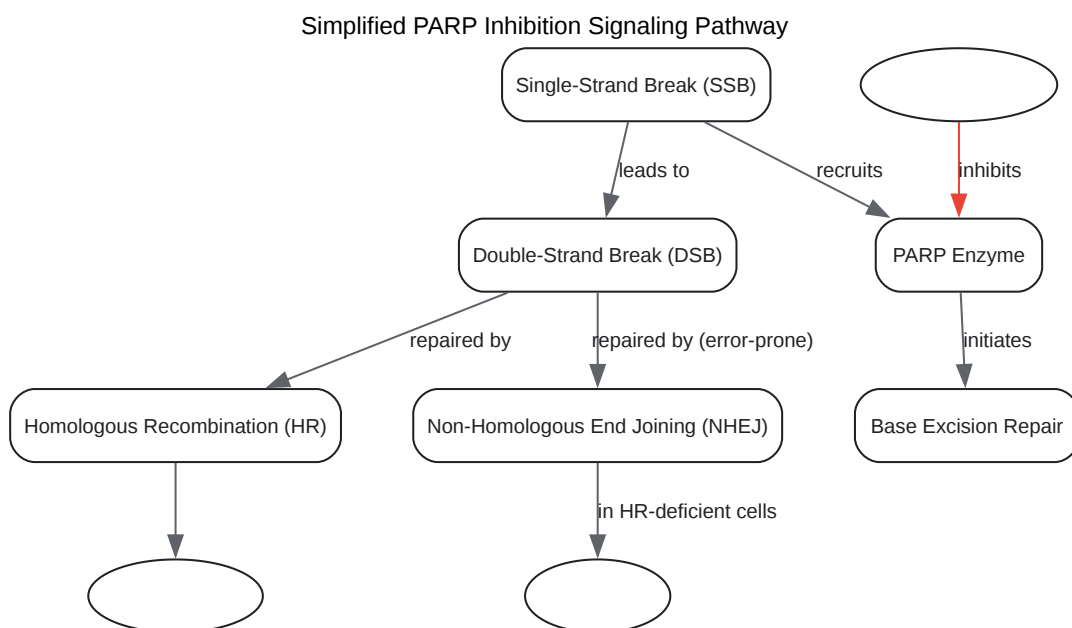 Simplified PARP Inhibition Signaling Pathway
Single-Strand Break (SSB)
leads to
recruits
inhibits
Double-Strand Break (DSB)
PARP Enzyme
repaired by
repaired by (error-prone)
initiates
Homologous Recombination (HR)
Non-Homologous End Joining (NHEJ)
Base Excision Repair
in HR-deficient cells